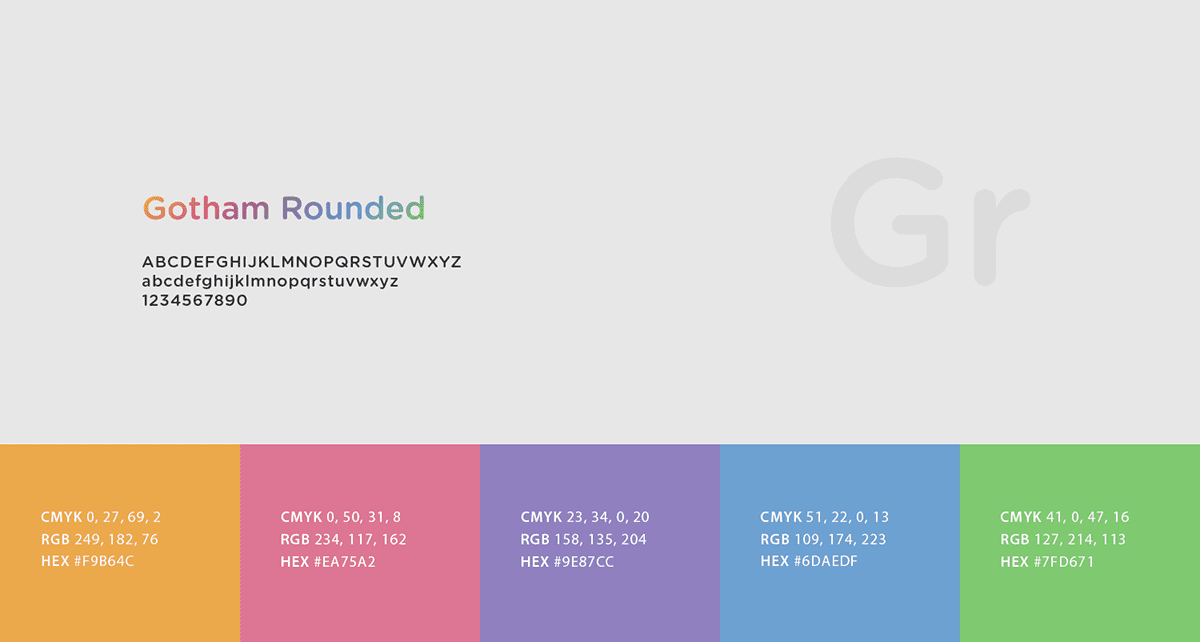 Gotham Rounded
ABCDEFGHIJKLMNOPQRSTUVWXYZ
abcdefghijklmnopqrstuvwxyz
1234567890
Gr
CMYK 0, 27, 69, 2
RGB 249, 182, 76
HEX #F9B64C
CMYK 0, 50, 31, 8
RGB 234, 117, 162
HEX #EA75A2
CMYK 23, 34, 0, 20
RGB 158, 135, 204
HEX #9E87CC
CMYK 51, 22, 0, 13
RGB 109, 174, 223
HEX #6DAEDF
CMYK 41, 0, 47, 16
RGB 127, 214, 113
HEX #7FD671